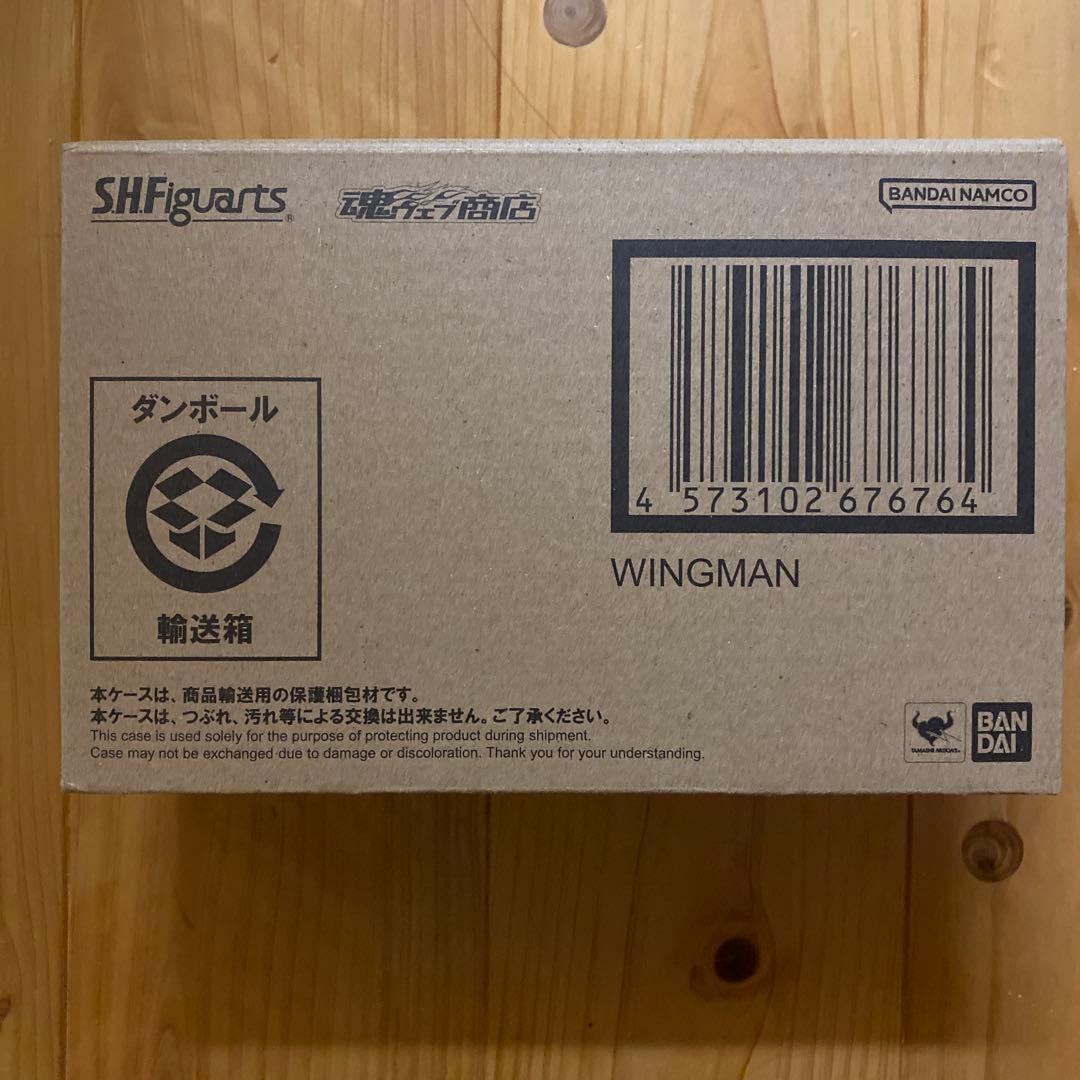 S.H.Figuarts®
魂ウェブ商店
BANDAI NAMCO
4 573102 676764
WINGMAN
ダンボール
輸送箱
本ケースは、商品輸送用の保護梱包材です。
本ケースは、つぶれ、汚れ等による交換は出来ません。ご了承ください。
This case is used solely for the purpose of protecting product during shipment.
Case may not be exchanged due to damage or discoloration. Thank you for your understanding.
TAMASHII NATIONS
BAN
DAI